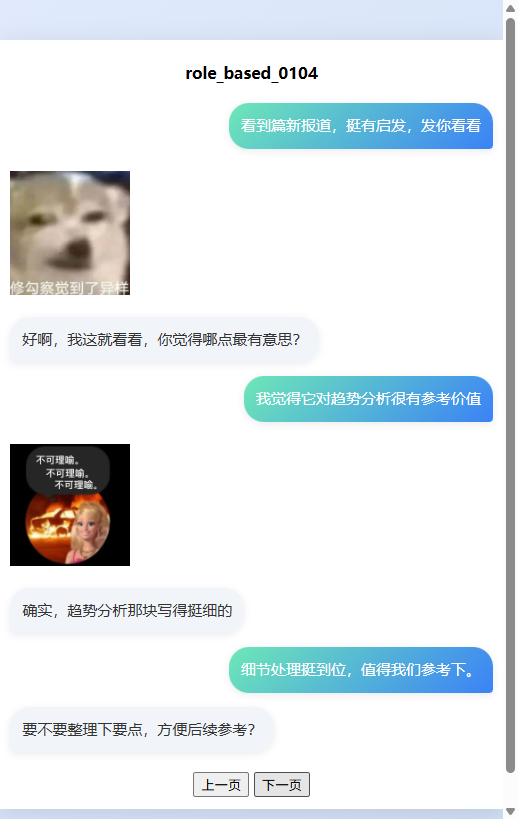 role_based_0104
看到篇新报道，挺有启发，发你看看
修勾察觉到了异样
好啊，我这就看看，你觉得哪点最有意思？
我觉得它对趋势分析很有参考价值
不可理喻。
不可理喻。
不可理喻。
确实，趋势分析那块写得挺细的
细节处理挺到位，值得我们参考下。
要不要整理下要点，方便后续参考？
上一页 下一页